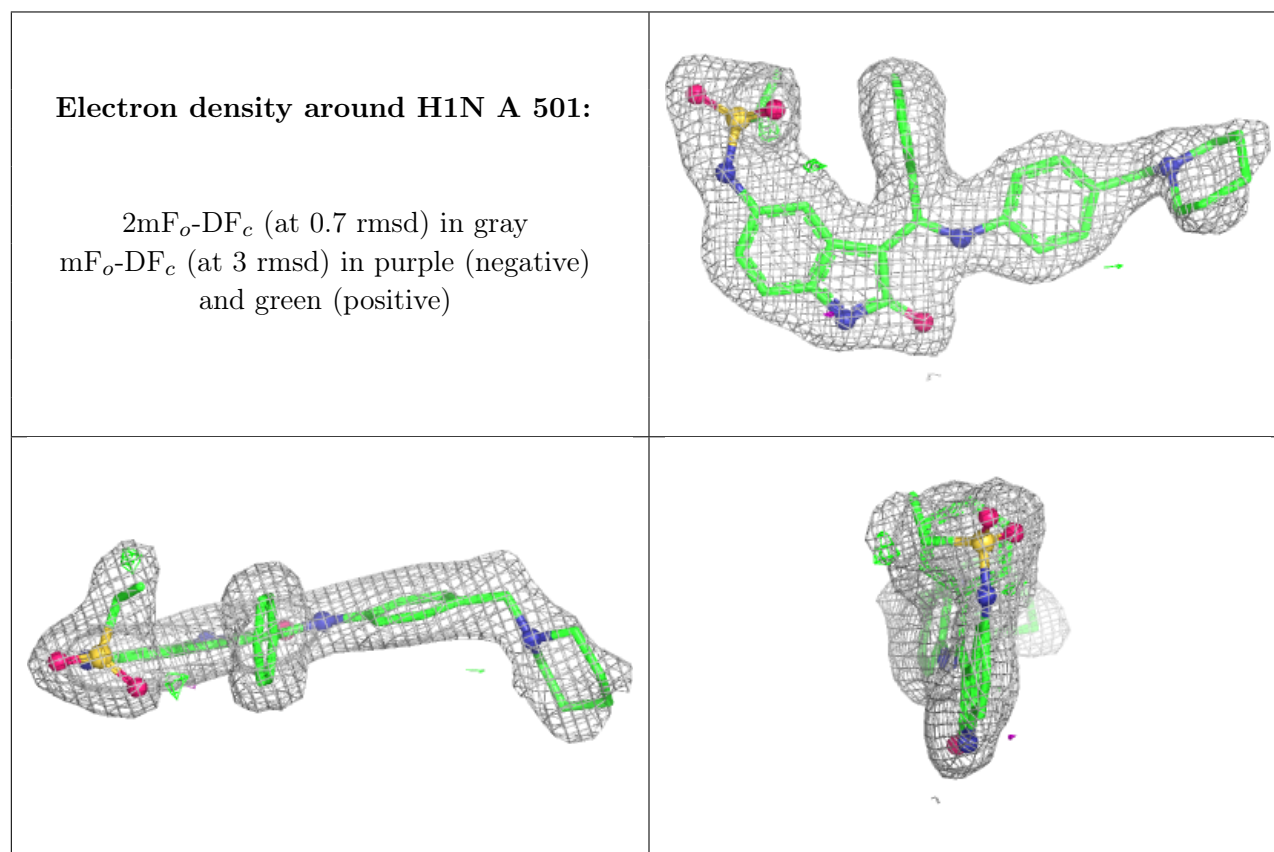 Electron density around H1N A 501:
2mFo-DFc (at 0.7 rmsd) in gray
mFo-DFc (at 3 rmsd) in purple (negative)
and green (positive)